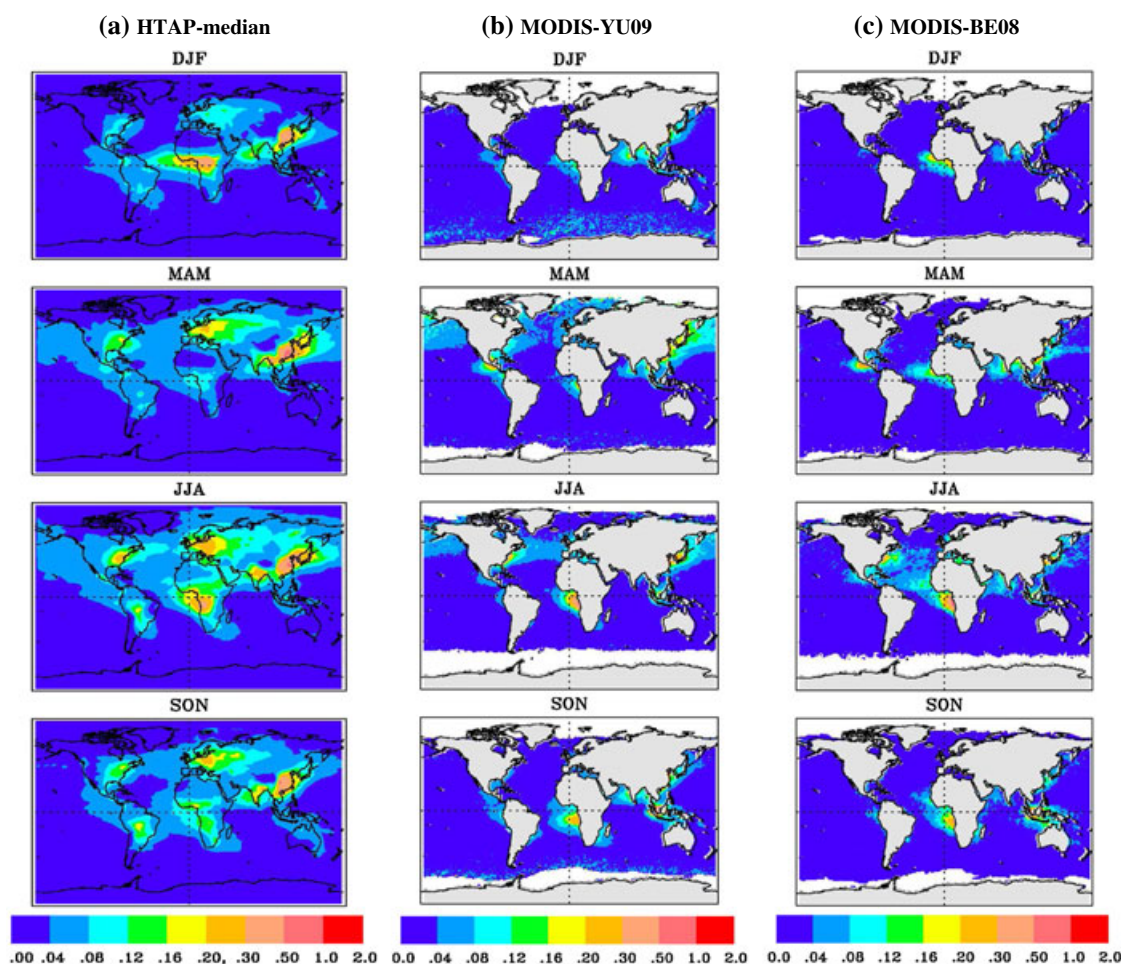 (a) HTAP-median (b) MODIS-YU09 (c) MODIS-BE08
DJF DJF DJF
MAM MAM MAM
JJA JJA JJA
SON SON SON
.00 .04 .08 .12 .16 .20, .30 .50 1.0 2.0 0.0 .04 .08 .12 .16 .20 .30 .50 1.0 2.0 0.0 .04 .08 .12 .16 .20 .30 .50 1.0 2.0